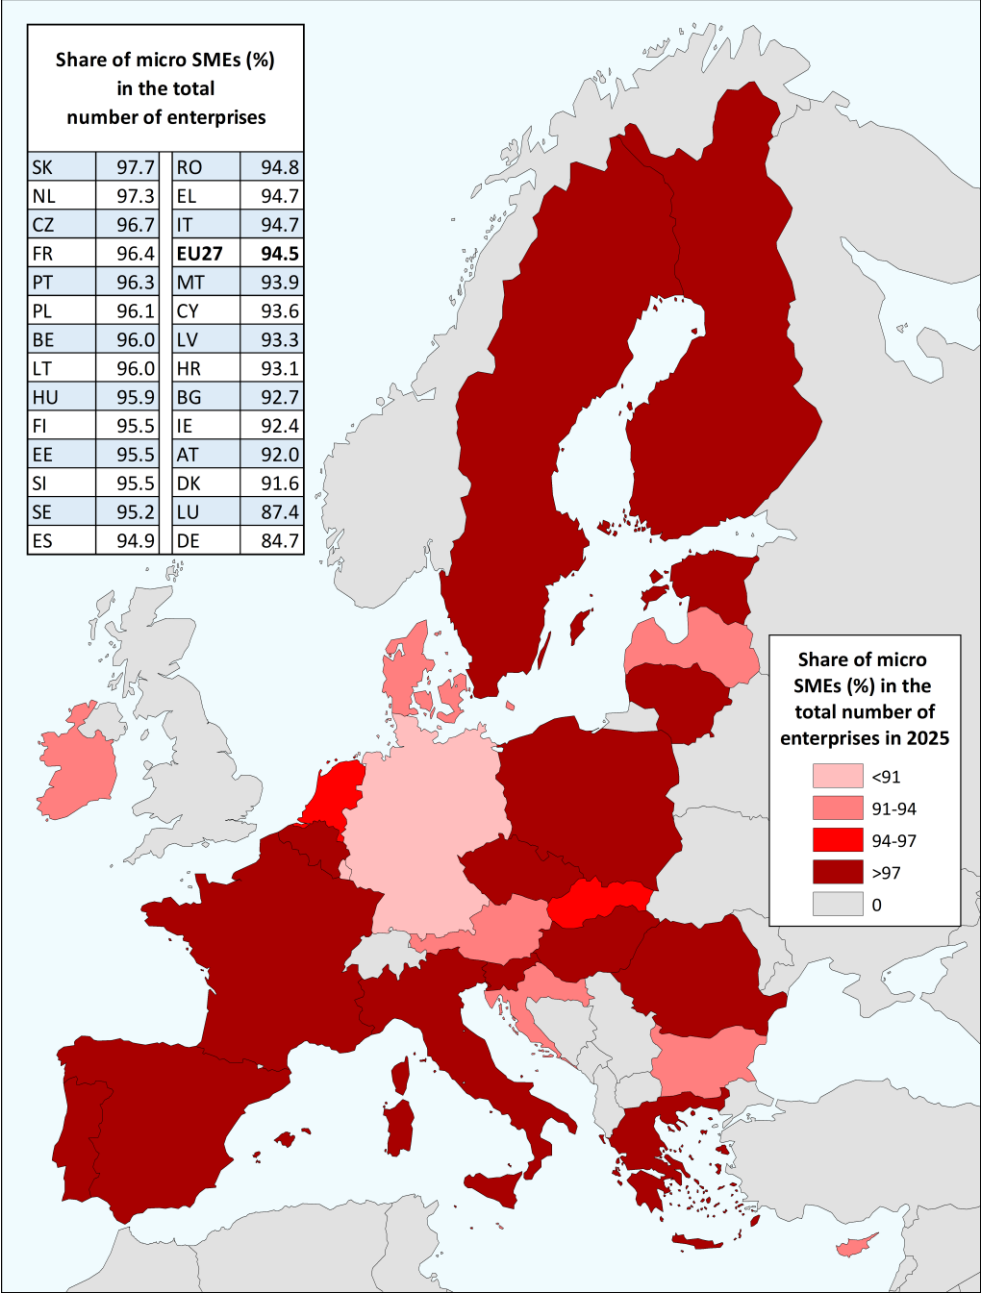 Share of micro SMEs (%)
in the total
number of enterprises
SK 97.7 RO 94.8
NL 97.3 EL 94.7
CZ 96.7 IT 94.7
FR 96.4 EU27 94.5
PT 96.3 MT 93.9
PL 96.1 CY 93.6
BE 96.0 LV 93.3
LT 96.0 HR 93.1
HU 95.9 BG 92.7
FI 95.5 IE 92.4
EE 95.5 AT 92.0
SI 95.5 DK 91.6
SE 95.2 LU 87.4
ES 94.9 DE 84.7
Share of micro
SMEs (%) in the
total number of
enterprises in 2025
<91
91-94
94-97
>97
0